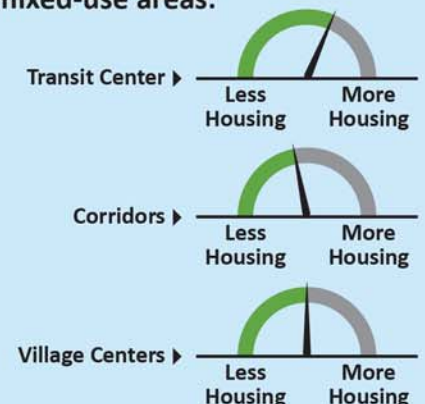 mixed-use areas:
Transit Center
Less Housing
More Housing
Corridors
Less Housing
More Housing
Village Centers
Less Housing
More Housing